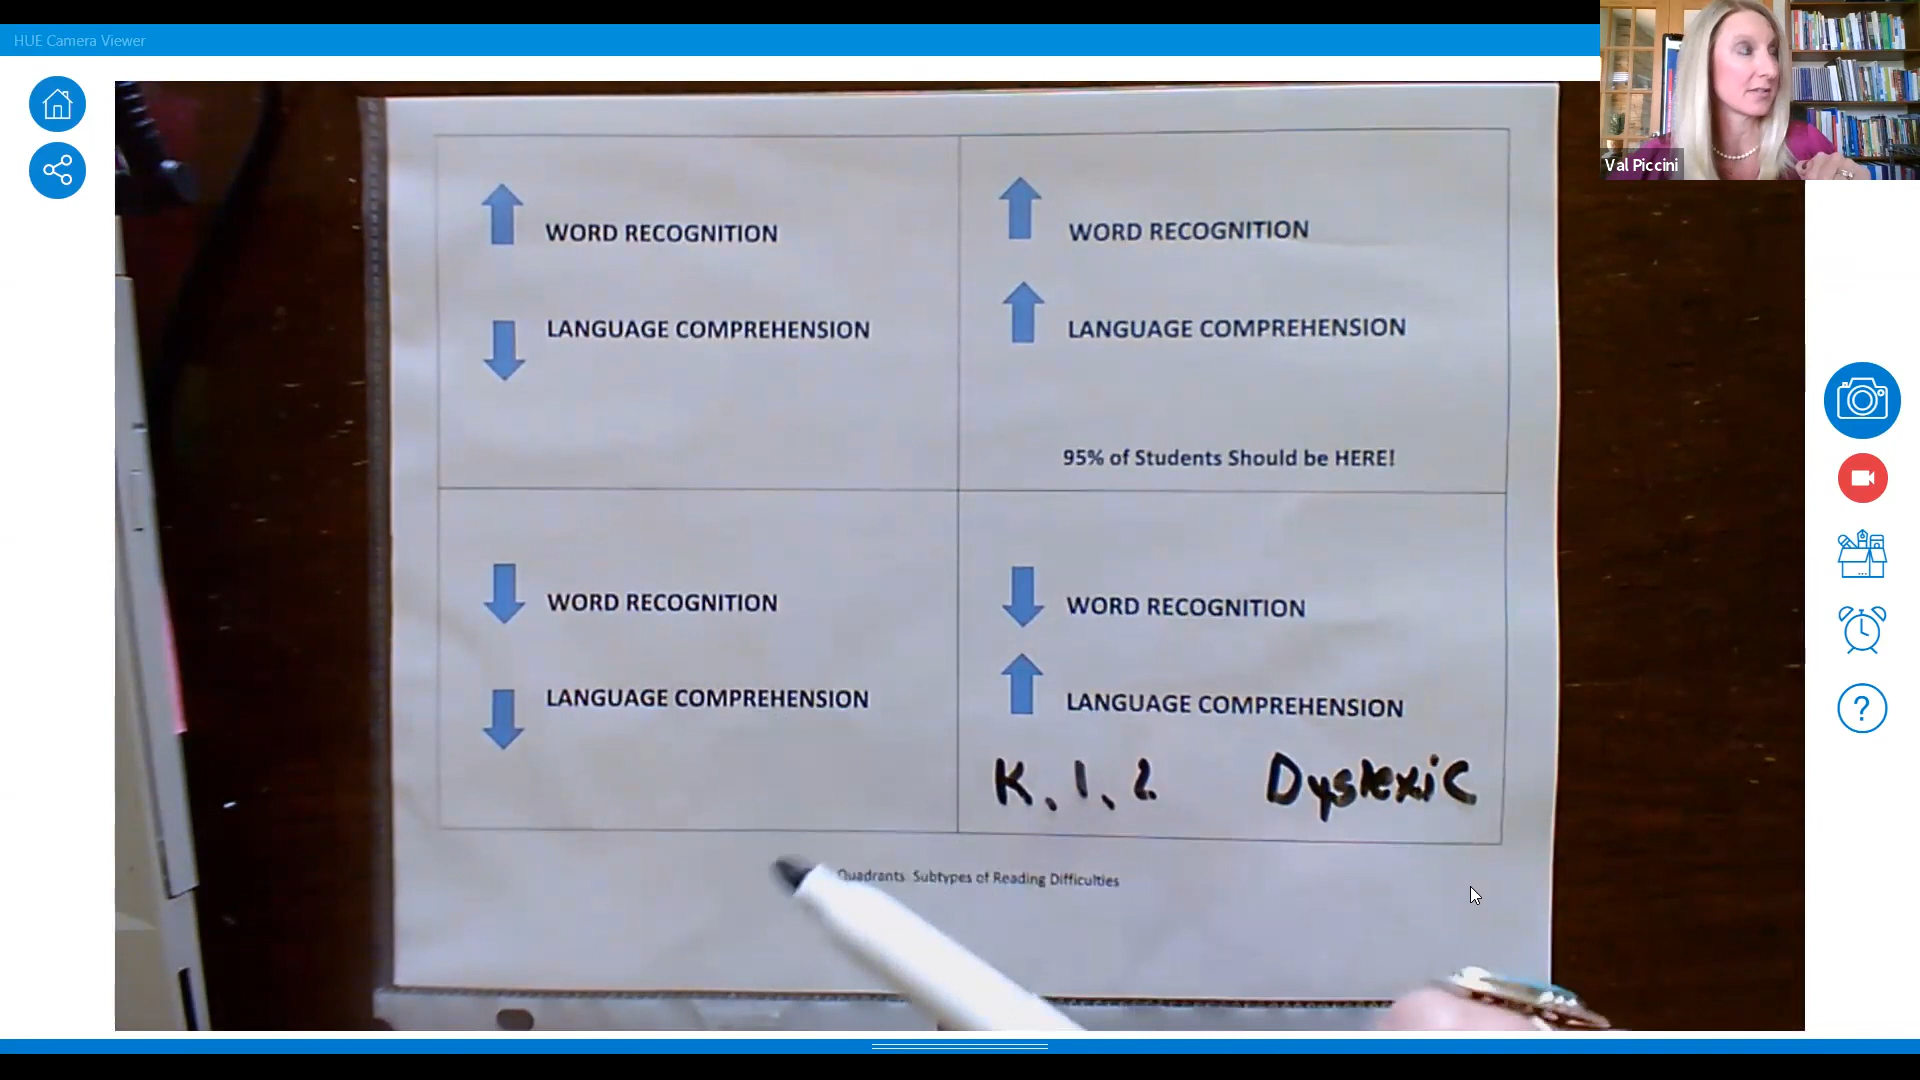 HUE Camera Viewer
Val Piccini
WORD RECOGNITION
LANGUAGE COMPREHENSION
WORD RECOGNITION
LANGUAGE COMPREHENSION
95% of Students Should be HERE!
WORD RECOGNITION
LANGUAGE COMPREHENSION
WORD RECOGNITION
LANGUAGE COMPREHENSION
K, 1, 2 Dyslexic
Quadrants Subtypes of Reading Difficulties
?